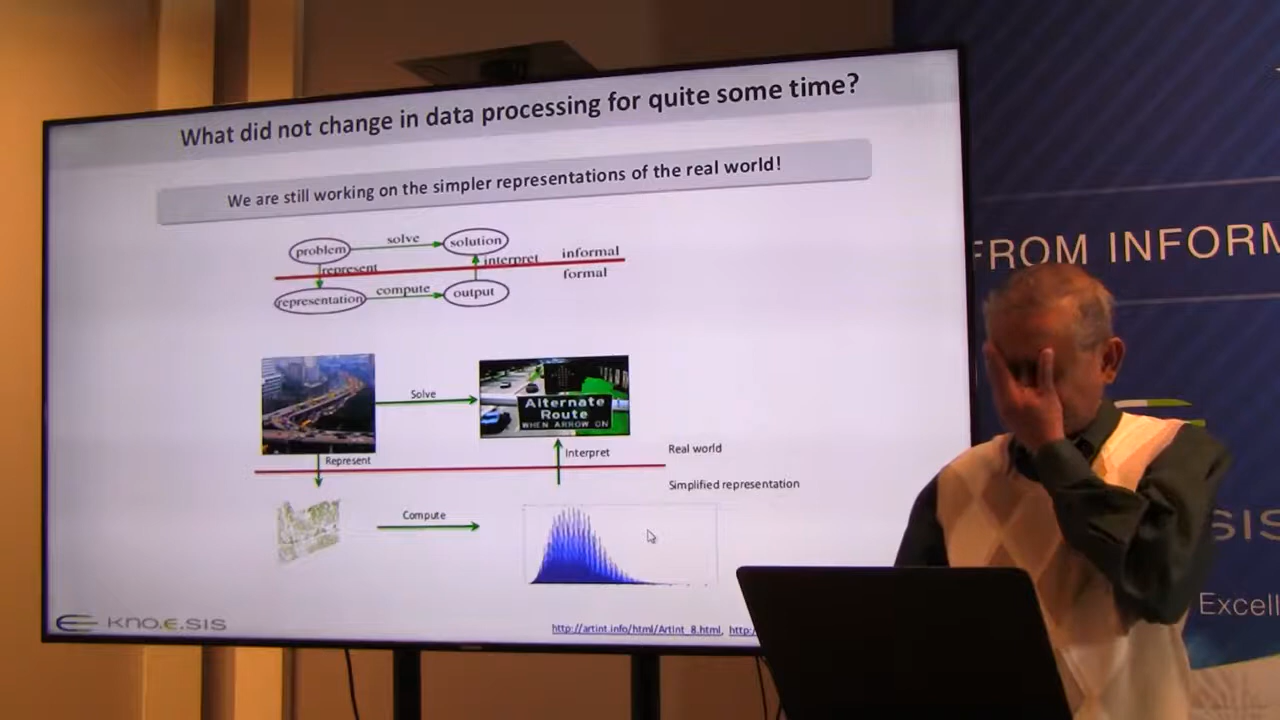 What did not change in data processing for quite some time?
We are still working on the simpler representations of the real world!
problem
solve
solution
represent
interpret
informal
formal
representation
compute
output
Solve
Alternate
Route
WHEN ARROW ON
Represent
Interpret
Real world
Simplified representation
Compute
KNO.E.SIS
http://artint.info/html/ArtInt_8.html, http:/
FROM INFORM
SIS
Excell